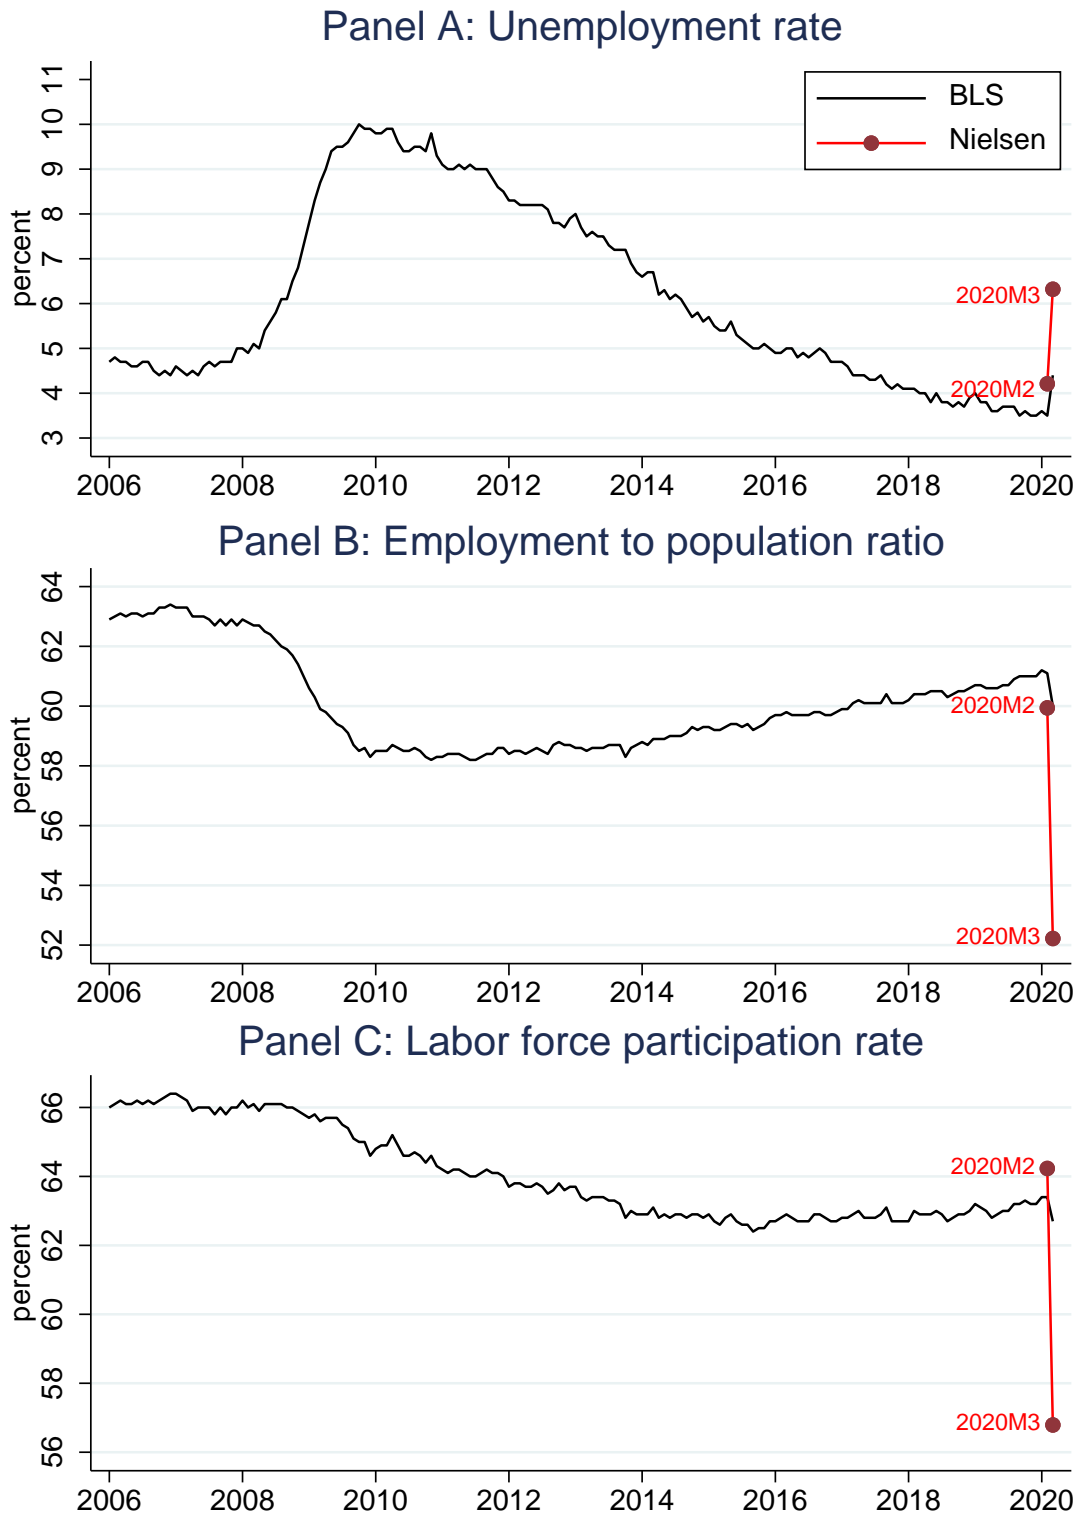 Panel A: Unemployment rate
percent
11
10
9
8
7
6
5
4
3
BLS
Nielsen
2020M3
2020M2
2006 2008 2010 2012 2014 2016 2018 2020
Panel B: Employment to population ratio
percent
64
62
60
58
56
54
52
2020M2
2020M3
2006 2008 2010 2012 2014 2016 2018 2020
Panel C: Labor force participation rate
percent
66
64
62
60
58
56
2020M2
2020M3
2006 2008 2010 2012 2014 2016 2018 2020